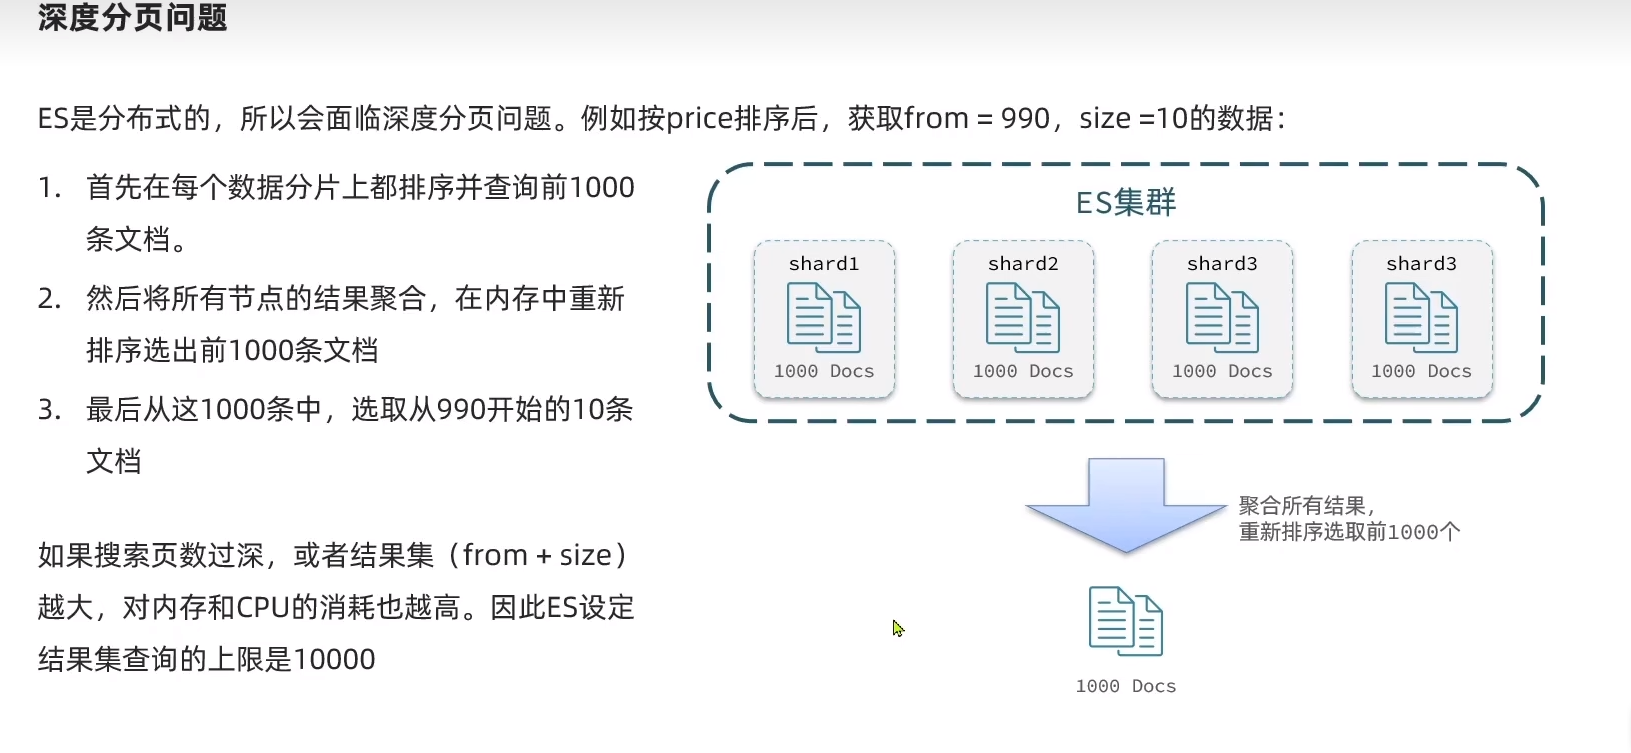 深度分页问题
ES是分布式的，所以会面临深度分页问题。例如按price排序后，获取from = 990，size =10的数据：
1. 首先在每个数据分片上都排序并查询前1000
条文档。
2. 然后将所有节点的结果聚合，在内存中重新
排序选出前1000条文档
3. 最后从这1000条中，选取从990开始的10条
文档
如果搜索页数过深，或者结果集（from + size）
越大，对内存和CPU的消耗也越高。因此ES设定
结果集查询的上限是10000
ES集群
shard1
1000 Docs
shard2
1000 Docs
shard3
1000 Docs
shard3
1000 Docs
聚合所有结果，
重新排序选取前1000个
1000 Docs